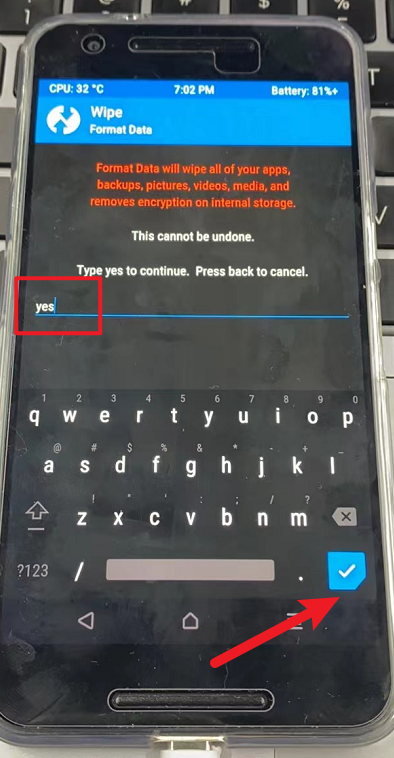 CPU: 32 °C 7:02 PM Battery: 81%+
Wipe
Format Data
Format Data will wipe all of your apps,
backups, pictures, videos, media, and
removes encryption on internal storage.
This cannot be undone.
Type yes to continue. Press back to cancel.
yes
1 2 3 4 5 6 7 8 9 0
q w e r t y u i o p
@ # $ % & * - + _
a s d f g h j k l
! " ' : ; / ?
z x c v b n m
?123 / .